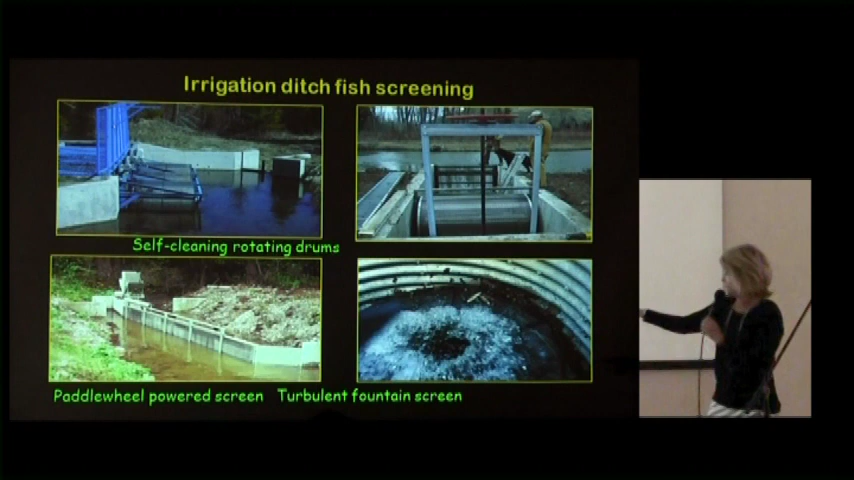 Irrigation ditch fish screening
Self-cleaning rotating drums
Paddlewheel powered screen
Turbulent fountain screen